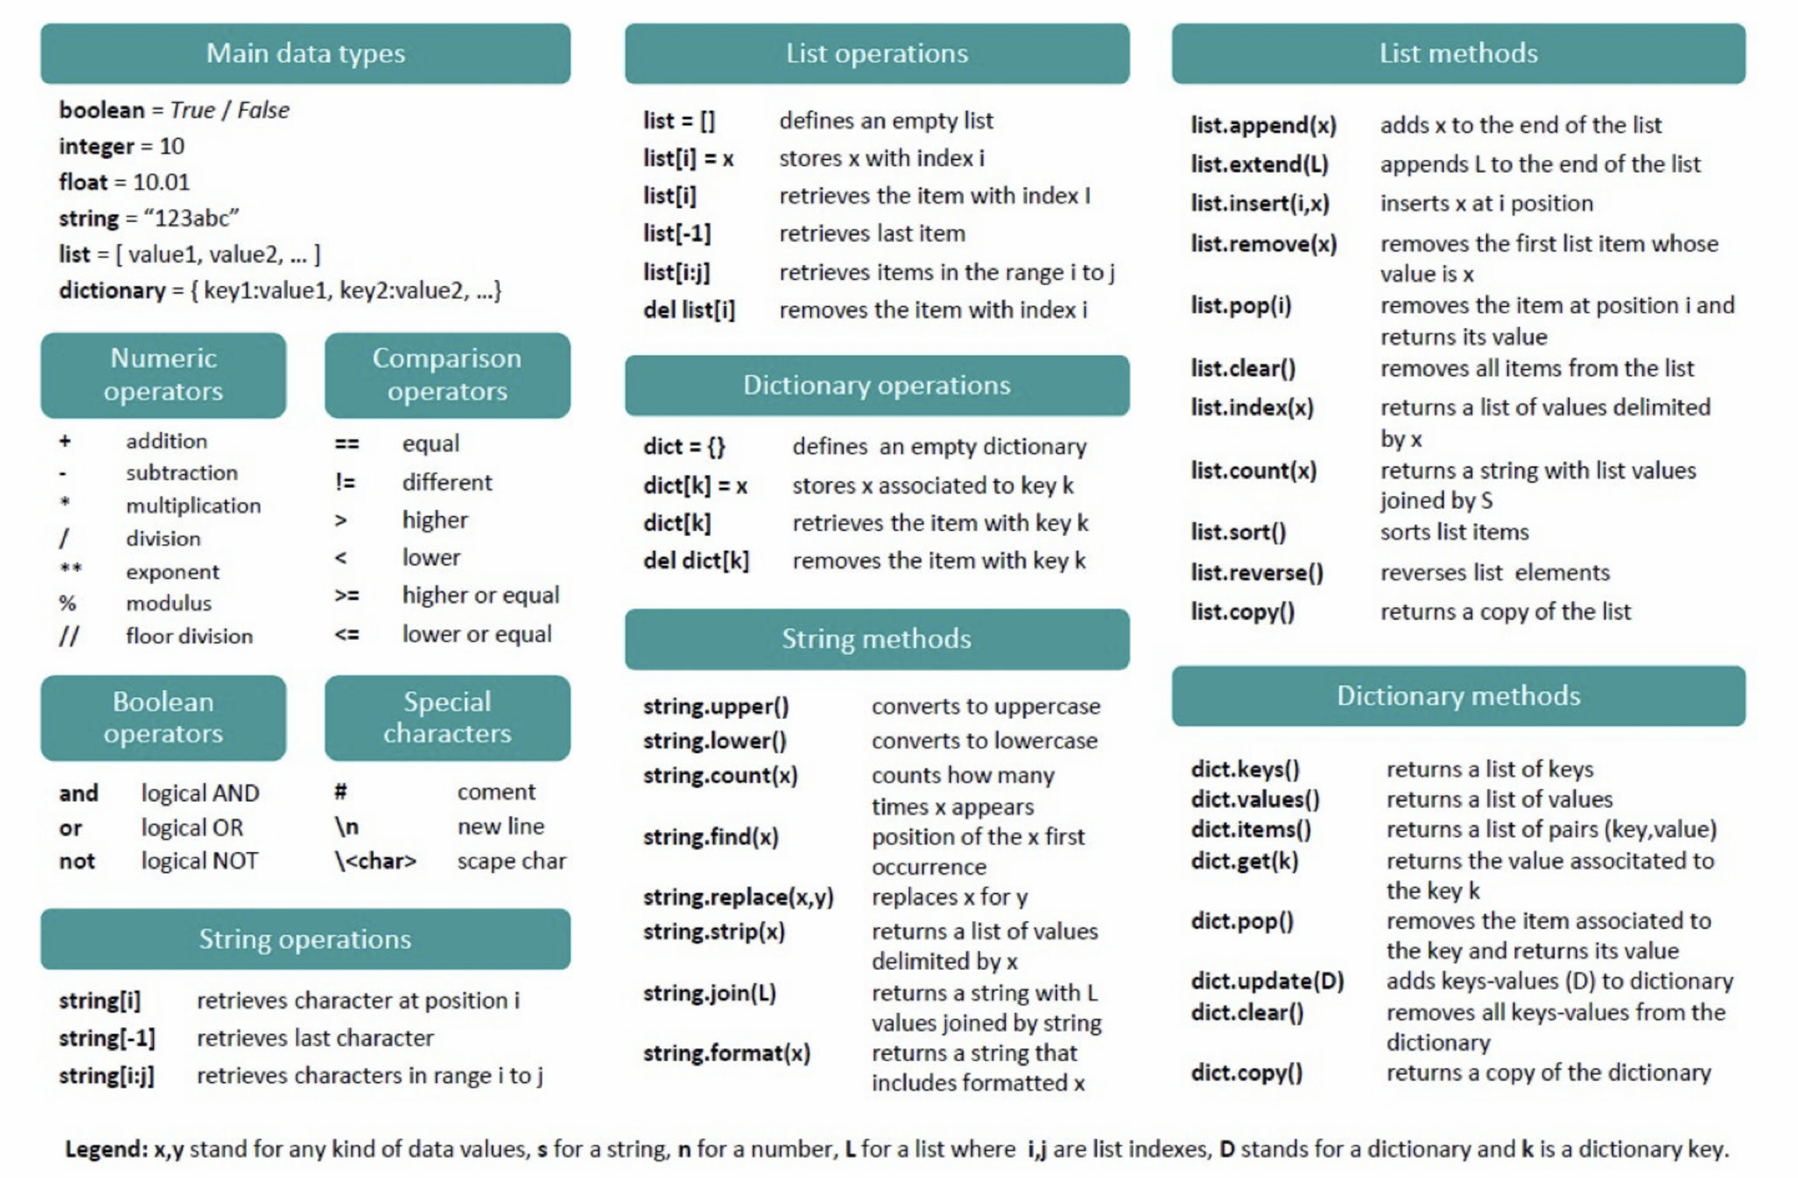 Main data types
boolean = True / False
integer = 10
float = 10.01
string = “123abc”
list = [ value1, value2, ... ]
dictionary = { key1:value1, key2:value2, ...}
Numeric
operators
+ addition
- subtraction
* multiplication
/ division
** exponent
% modulus
// floor division
Comparison
operators
== equal
!= different
> higher
< lower
>= higher or equal
<= lower or equal
Boolean
operators
and logical AND
or logical OR
not logical NOT
Special
characters
# coment
\n new line
\<char> scape char
String operations
string[i] retrieves character at position i
string[-1] retrieves last character
string[i:j] retrieves characters in range i to j
List operations
list = [] defines an empty list
list[i] = x stores x with index i
list[i] retrieves the item with index I
list[-1] retrieves last item
list[i:j] retrieves items in the range i to j
del list[i] removes the item with index i
Dictionary operations
dict = {} defines an empty dictionary
dict[k] = x stores x associated to key k
dict[k] retrieves the item with key k
del dict[k] removes the item with key k
String methods
string.upper() converts to uppercase
string.lower() converts to lowercase
string.count(x) counts how many
times x appears
string.find(x) position of the x first
occurrence
string.replace(x,y) replaces x for y
string.strip(x) returns a list of values
delimited by x
string.join(L) returns a string with L
values joined by string
string.format(x) returns a string that
includes formatted x
List methods
list.append(x) adds x to the end of the list
list.extend(L) appends L to the end of the list
list.insert(i,x) inserts x at i position
list.remove(x) removes the first list item whose
value is x
list.pop(i) removes the item at position i and
returns its value
list.clear() removes all items from the list
list.index(x) returns a list of values delimited
by x
list.count(x) returns a string with list values
joined by S
list.sort() sorts list items
list.reverse() reverses list elements
list.copy() returns a copy of the list
Dictionary methods
dict.keys() returns a list of keys
dict.values() returns a list of values
dict.items() returns a list of pairs (key,value)
dict.get(k) returns the value associtated to
the key k
dict.pop() removes the item associated to
the key and returns its value
dict.update(D) adds keys-values (D) to dictionary
dict.clear() removes all keys-values from the
dictionary
dict.copy() returns a copy of the dictionary
Legend: x,y stand for any kind of data values, s for a string, n for a number, L for a list where i,j are list indexes, D stands for a dictionary and k is a dictionary key.